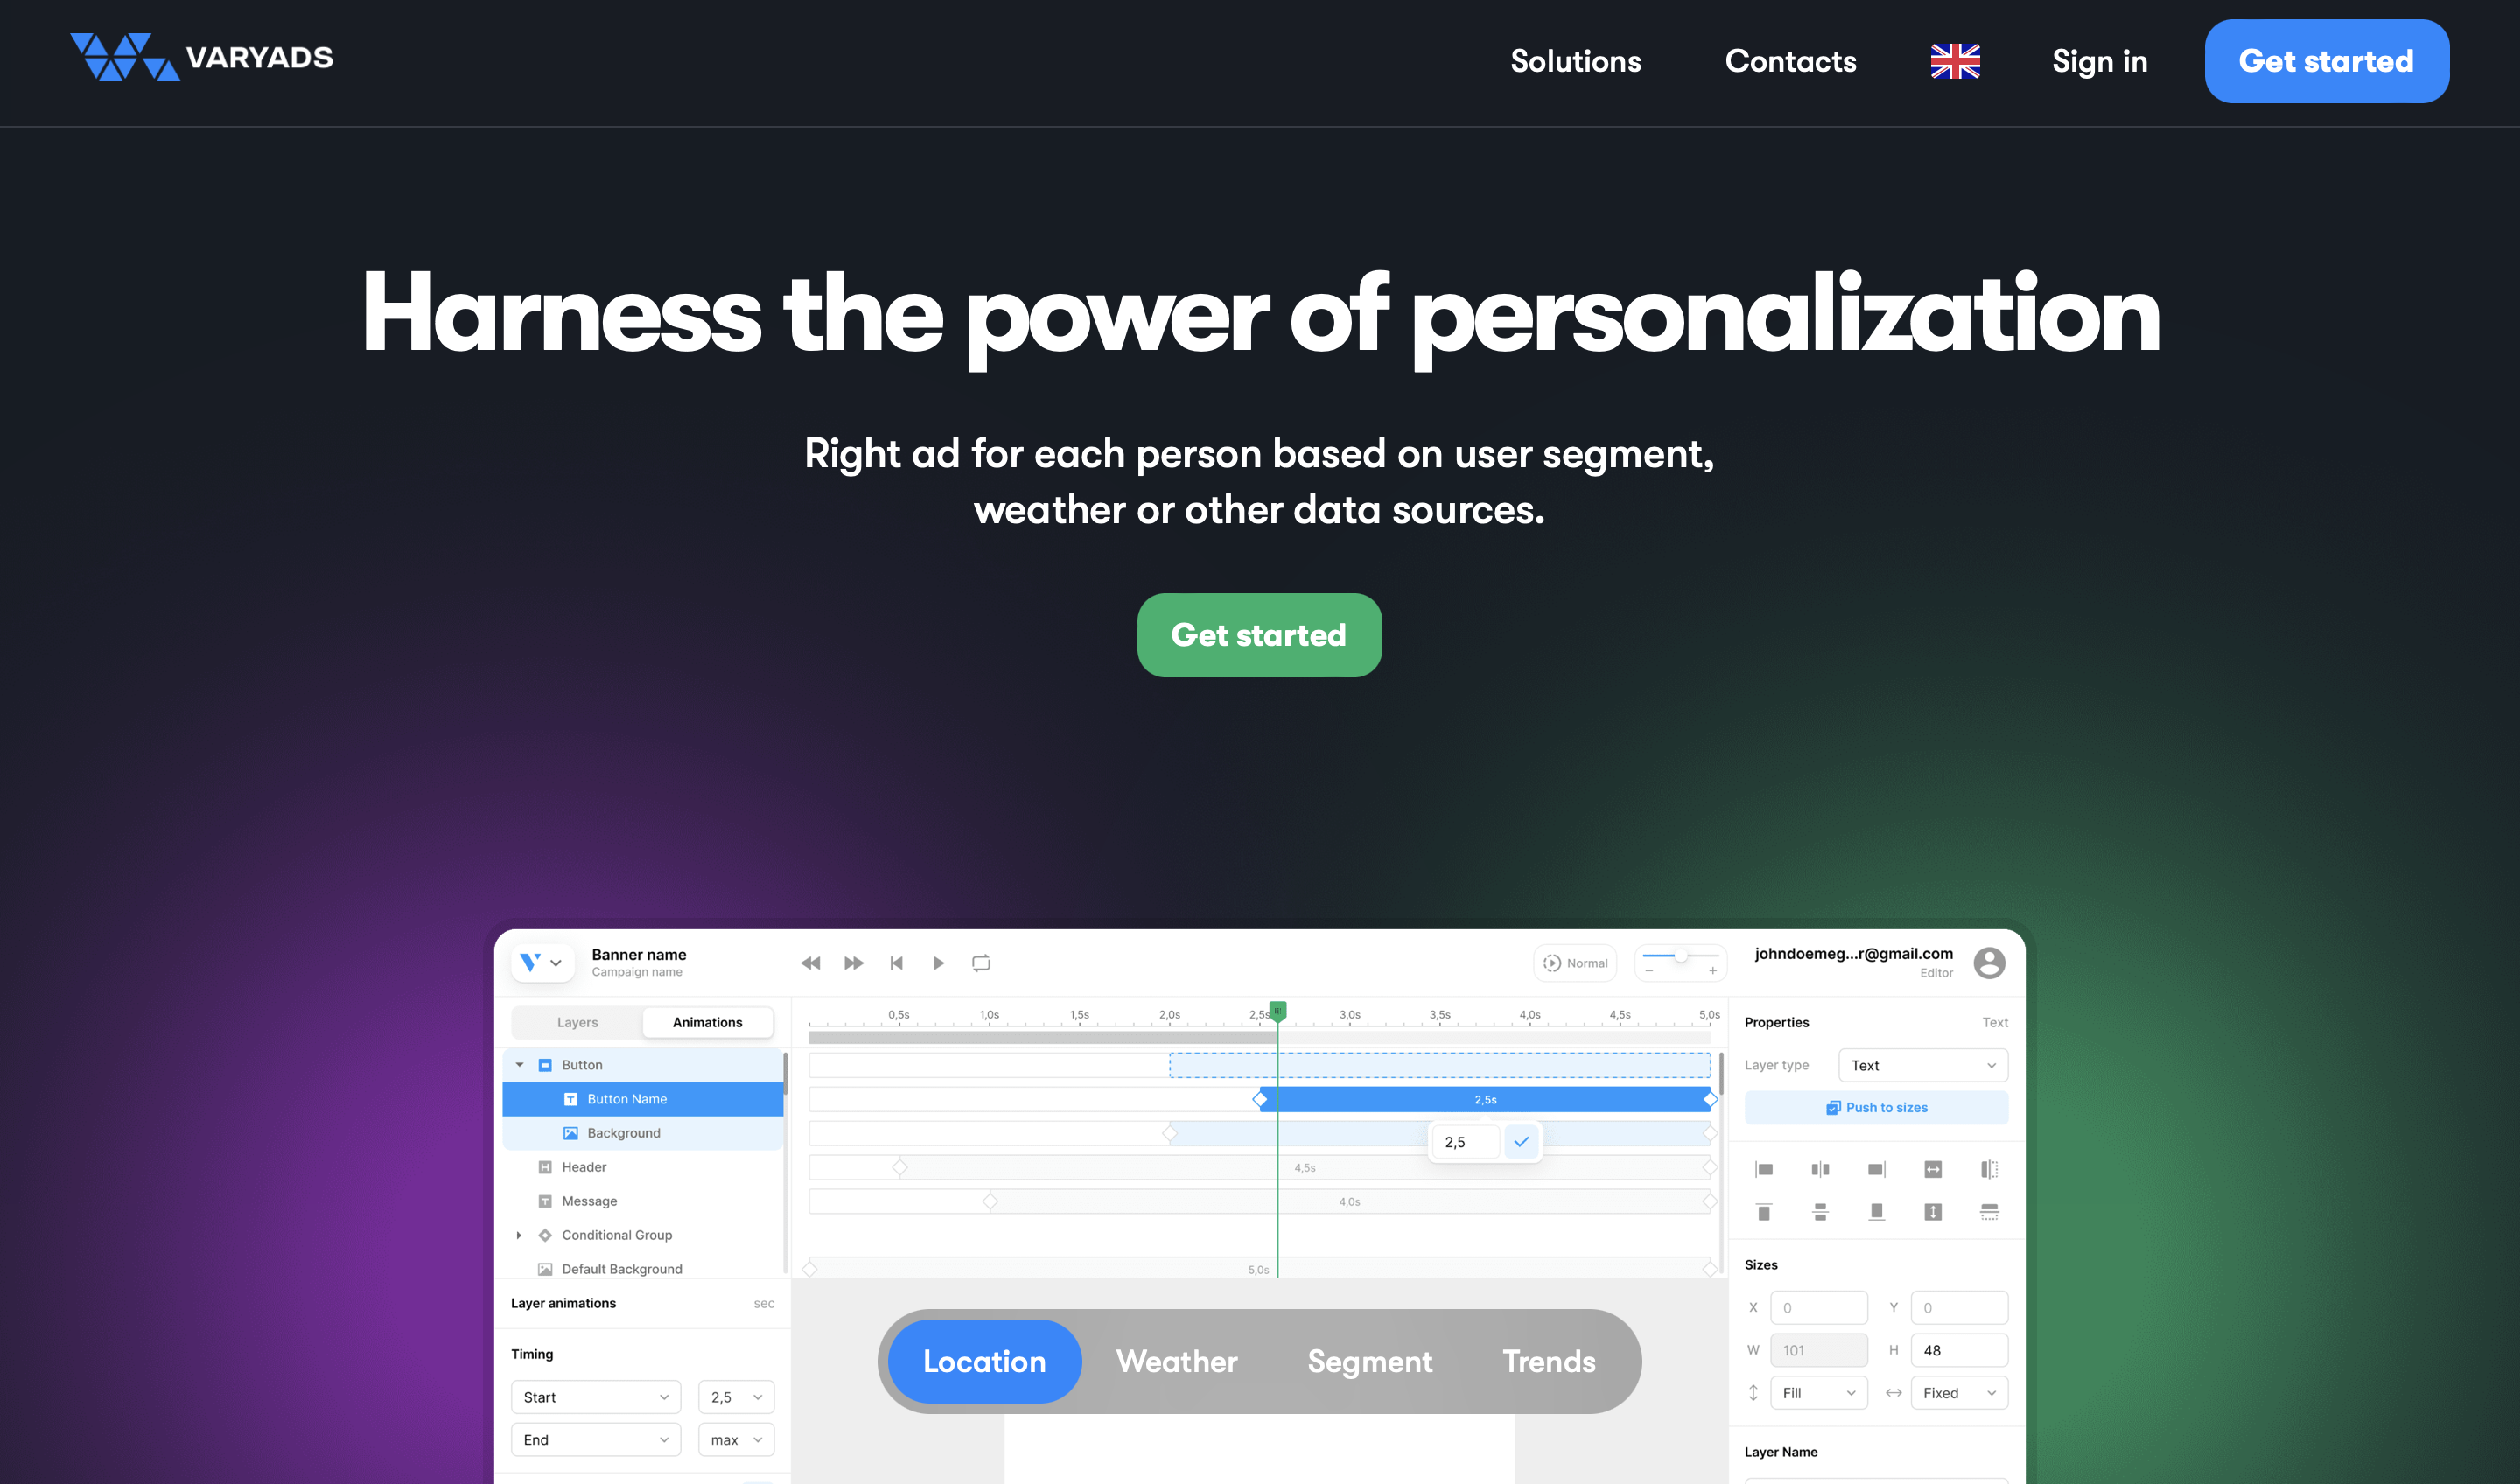 VARYADS
Solutions
Contacts
Sign in
Get started
Harness the power of personalization
Right ad for each person based on user segment,
weather or other data sources.
Get started
Banner name
Campaign name
Normal
johndoemeg...r@gmail.com
Editor
Layers
Animations
0,5s 1,0s 1,5s 2,0s 2,5s 3,0s 3,5s 4,0s 4,5s 5,0s
Properties
Text
Button
Layer type
Text
Button Name
2,5s
Push to sizes
Background
2,5
Header
4,5s
Message
4,0s
Conditional Group
Default Background
5,0s
Sizes
Layer animations
sec
X 0 Y 0
Timing
Location
Weather
Segment
Trends
W 101 H 48
Start
2,5
Fill
Fixed
End
max
Layer Name